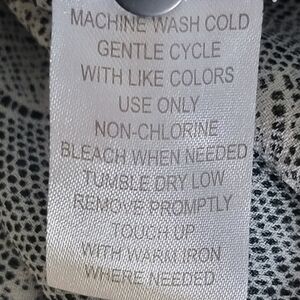 MACHINE WASH COLD
GENTLE CYCLE
WITH LIKE COLORS
USE ONLY
NON-CHLORINE
BLEACH WHEN NEEDED
TUMBLE DRY LOW
REMOVE PROMPTLY
TOUCH UP
WITH WARM IRON
WHERE NEEDED